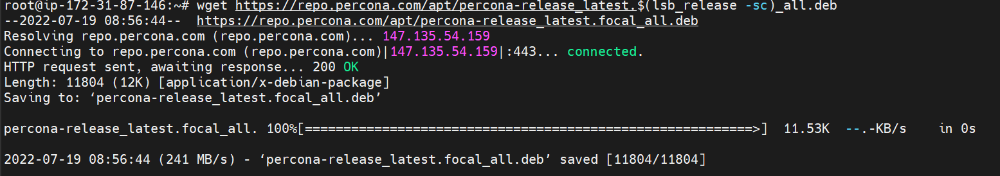 root@ip-172-31-87-146:~# wget https://repo.percona.com/apt/percona-release_latest.$(lsb_release -sc)_all.deb
--2022-07-19 08:56:44--  https://repo.percona.com/apt/percona-release_latest.focal_all.deb
Resolving repo.percona.com (repo.percona.com)... 147.135.54.159
Connecting to repo.percona.com (repo.percona.com)|147.135.54.159|:443... connected.
HTTP request sent, awaiting response... 200 OK
Length: 11804 (12K) [application/x-debian-package]
Saving to: ‘percona-release_latest.focal_all.deb’
percona-release_latest.focal_all. 100%[==========================================================>]  11.53K  --.-KB/s    in 0s
2022-07-19 08:56:44 (241 MB/s) - ‘percona-release_latest.focal_all.deb’ saved [11804/11804]